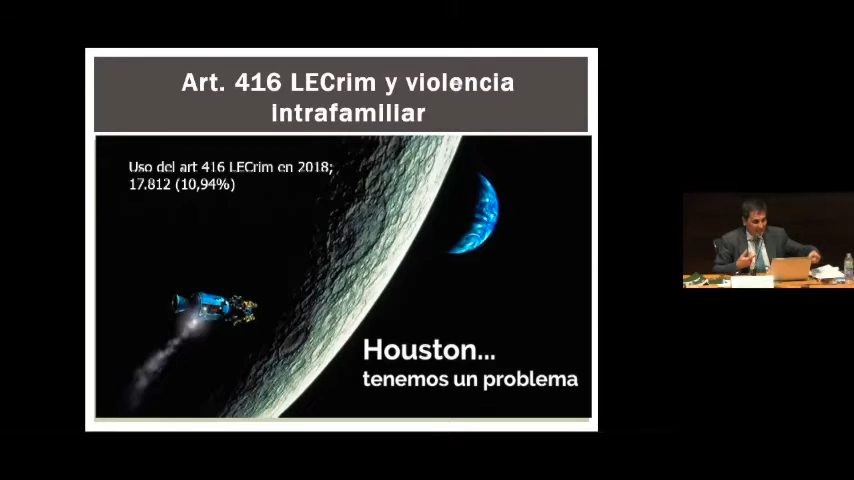 Art. 416 LECrim y violencia
intrafamiliar
Uso del art 416 LECrim en 2018;
17.812 (10,94%)
Houston...
tenemos un problema